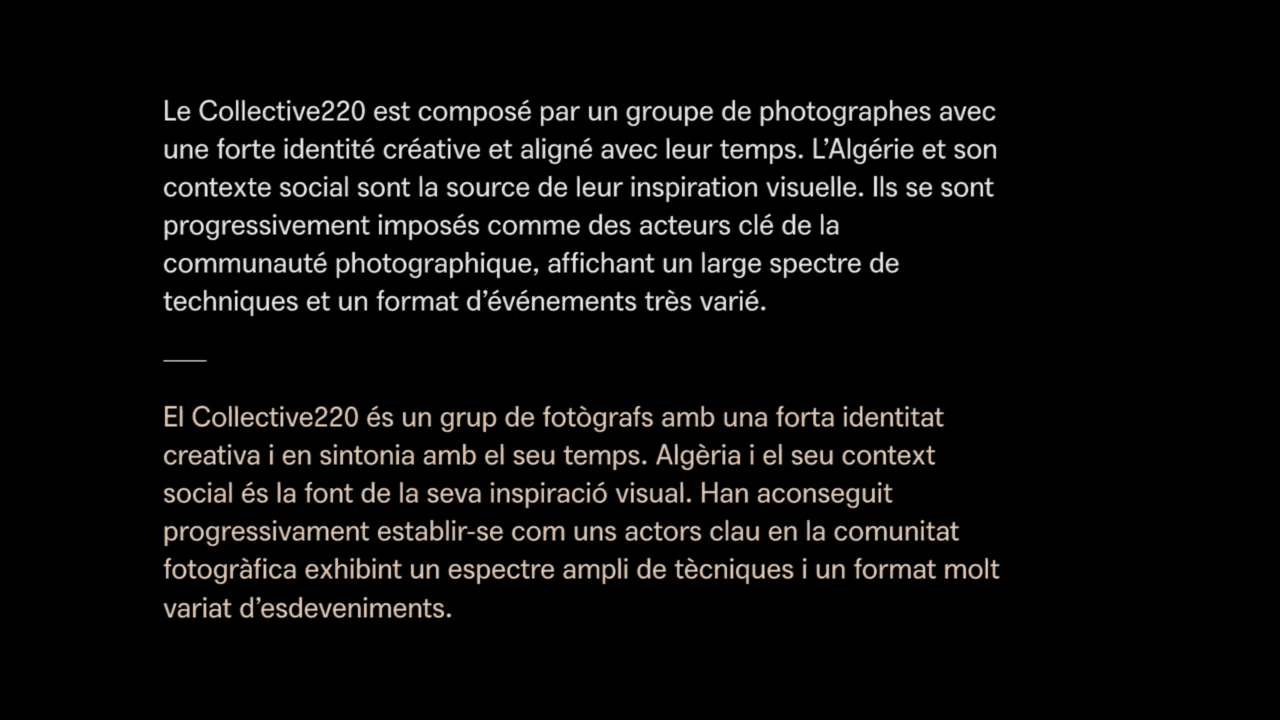 Le Collective220 est composé par un groupe de photographes avec
une forte identité créative et aligné avec leur temps. L’Algérie et son
contexte social sont la source de leur inspiration visuelle. Ils se sont
progressivement imposés comme des acteurs clé de la
communauté photographique, affichant un large spectre de
techniques et un format d’événements très varié.
El Collective220 és un grup de fotògrafs amb una forta identitat
creativa i en sintonia amb el seu temps. Algèria i el seu context
social és la font de la seva inspiració visual. Han aconseguit
progressivament establir-se com uns actors clau en la comunitat
fotogràfica exhibint un espectre ampli de tècniques i un format molt
variat d’esdeveniments.